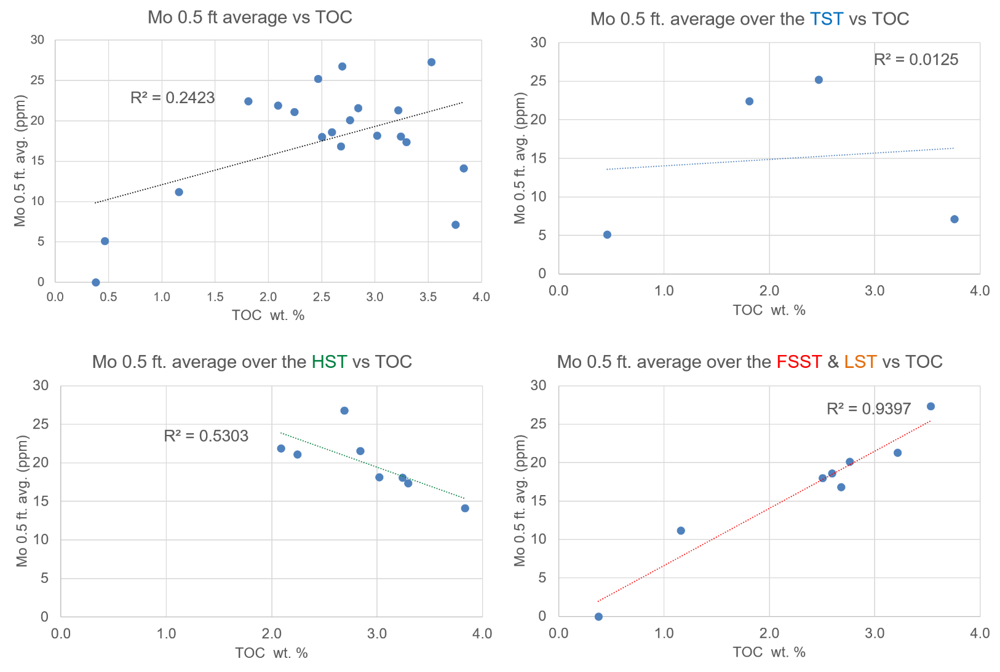 Mo 0.5 ft average vs TOC
30
25
20
15
10
5
0
Mo 0.5 ft. avg. (ppm)
R² = 0.2423
0.0 0.5 1.0 1.5 2.0 2.5 3.0 3.5 4.0
TOC wt. %
Mo 0.5 ft. average over the TST vs TOC
30
25
20
15
10
5
0
Mo 0.5 ft. avg. (ppm)
R² = 0.0125
0.0 1.0 2.0 3.0 4.0
TOC wt. %
Mo 0.5 ft. average over the HST vs TOC
30
25
20
15
10
5
0
Mo 0.5 ft. avg. (ppm)
R² = 0.5303
0.0 1.0 2.0 3.0 4.0
TOC wt. %
Mo 0.5 ft. average over the FSST & LST vs TOC
30
25
20
15
10
5
0
Mo 0.5 ft. avg. (ppm)
R² = 0.9397
0.0 1.0 2.0 3.0 4.0
TOC wt. %